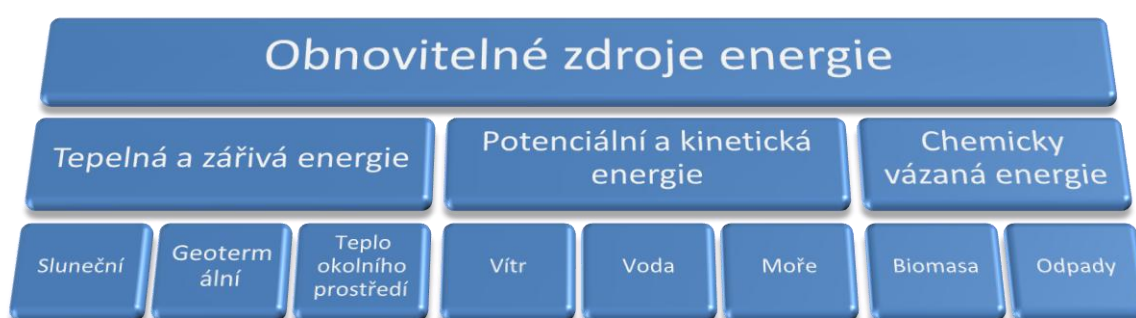 Obnovitelné zdroje energie
Tepelná a zářivá energie
Potenciální a kinetická
energie
Chemicky
vázaná energie
Sluneční
Geoterm
ální
Teplo
okolního
prostředí
Vítr
Voda
Moře
Biomasa
Odpady